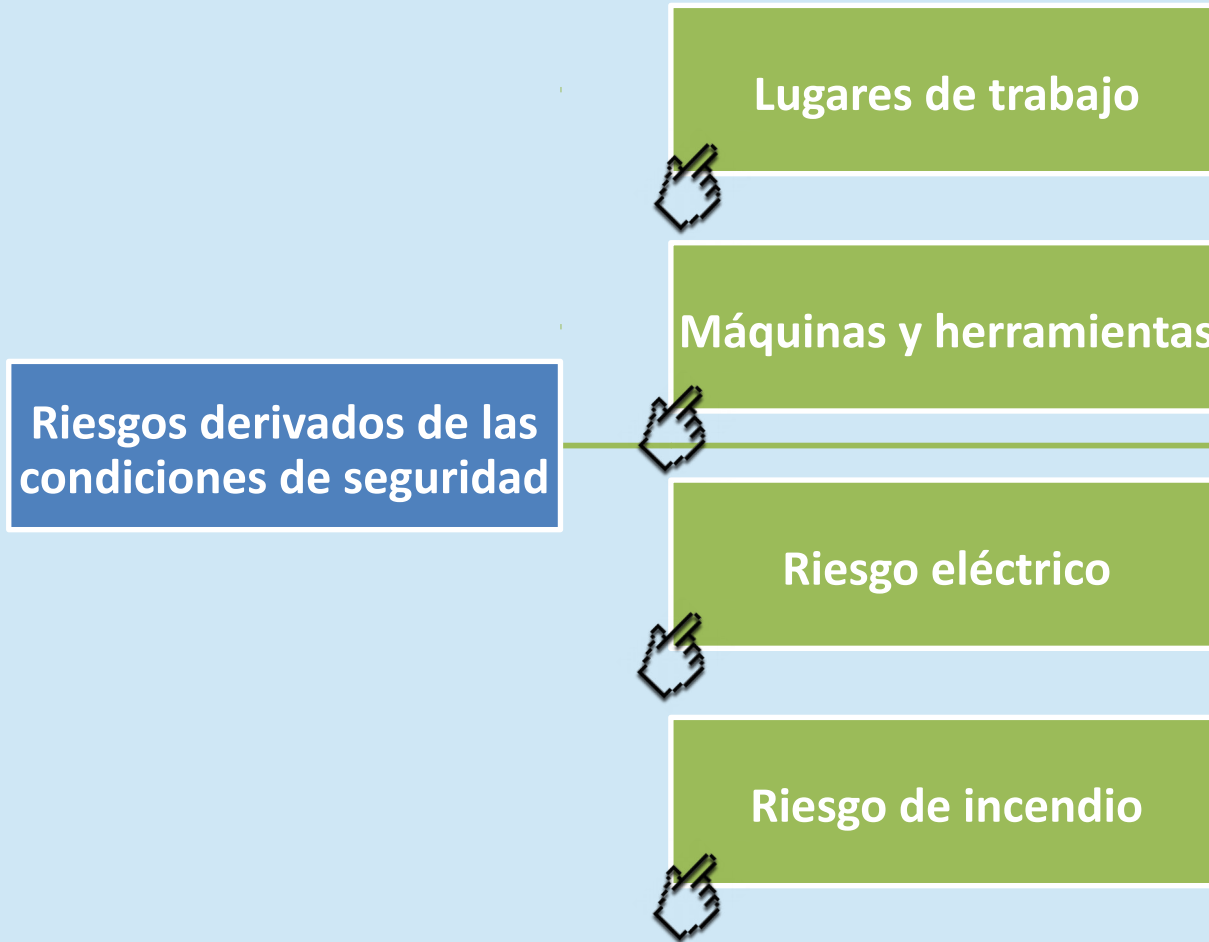 Lugares de trabajo
Máquinas y herramientas
Riesgos derivados de las
condiciones de seguridad
Riesgo eléctrico
Riesgo de incendio